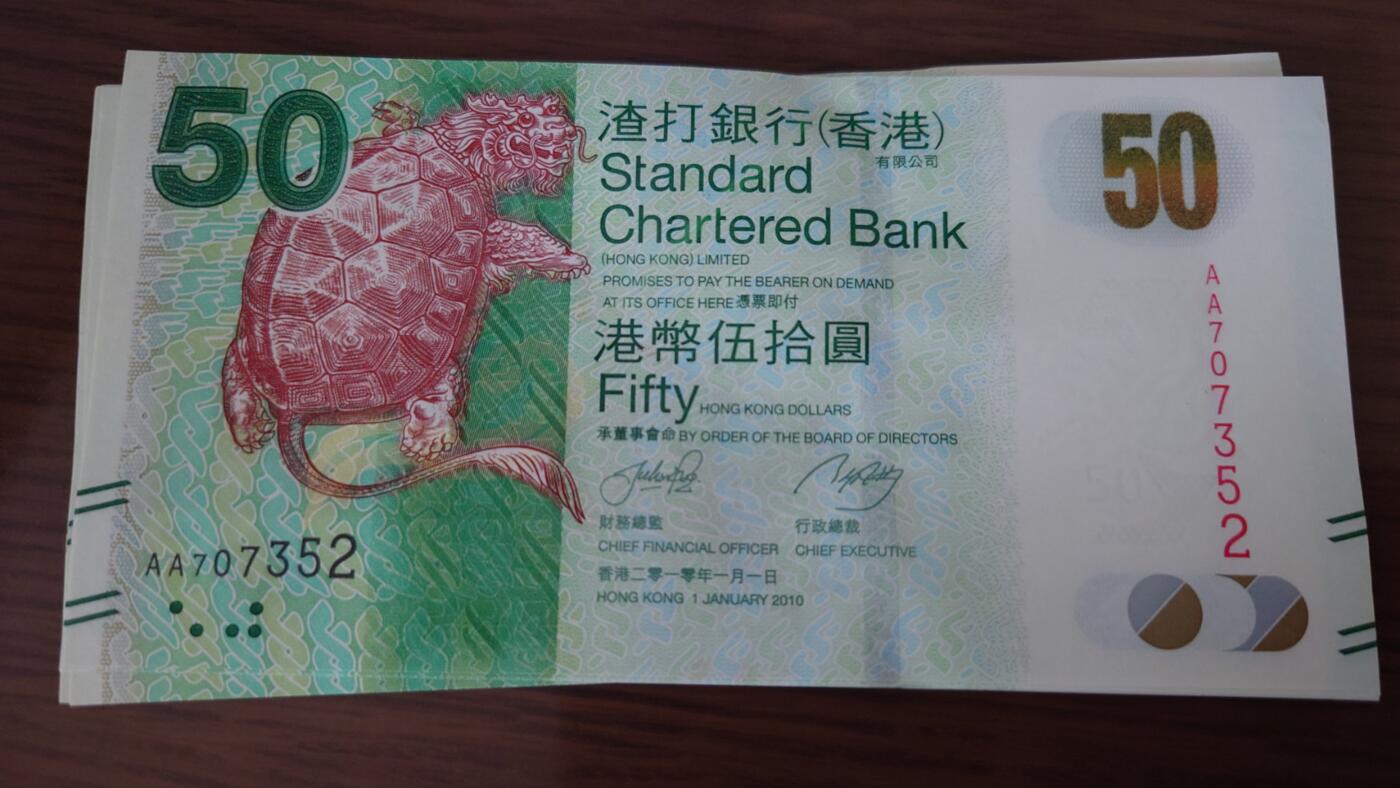 50
渣打銀行(香港)
有限公司
Standard
Chartered Bank
(HONG KONG) LIMITED
PROMISES TO PAY THE BEARER ON DEMAND
AT ITS OFFICE HERE 憑票即付
港幣伍拾圓
Fifty HONG KONG DOLLARS
承董事會命 BY ORDER OF THE BOARD OF DIRECTORS
財務總監 行政總裁
CHIEF FINANCIAL OFFICER CHIEF EXECUTIVE
香港二零一零年一月一日
HONG KONG 1 JANUARY 2010
AA707352
50
AA707352